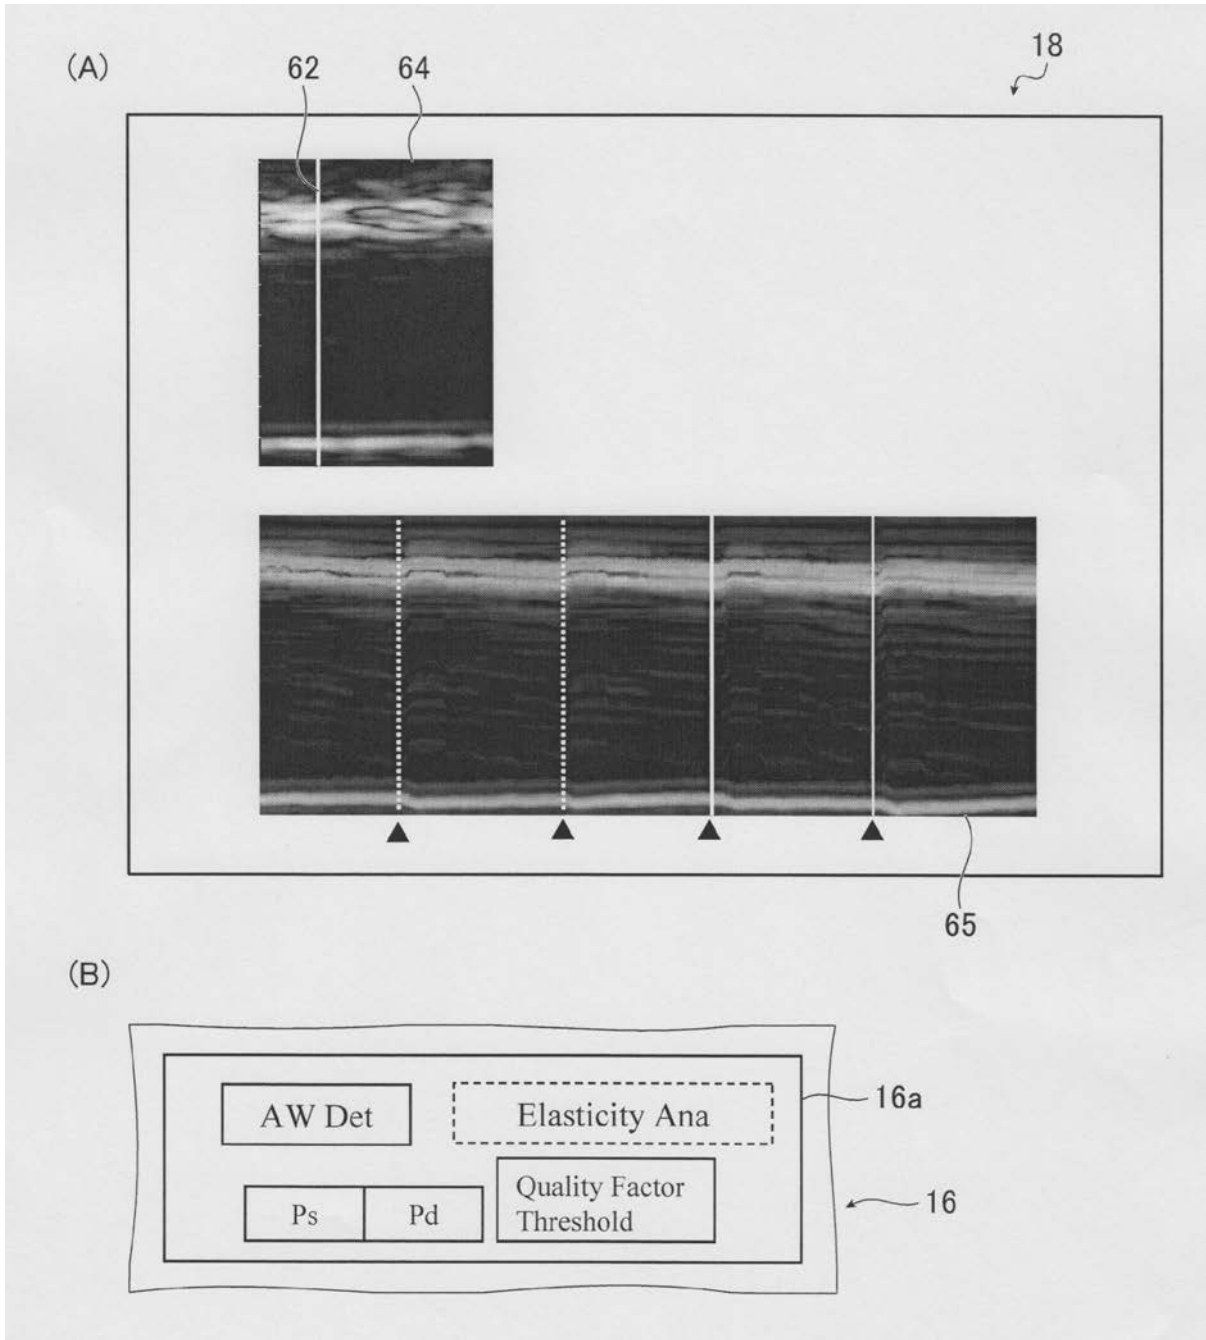 (A)
62
64
18
65
(B)
AW Det
Elasticity Ana
16a
Ps
Pd
Quality Factor
Threshold
16